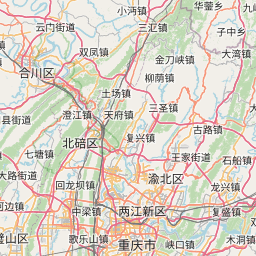 小沔镇
华蓥乡
子中乡
云门街道
三汇镇
双凤镇
金刀峡镇
大湾镇
合川区
柳荫镇
土场镇
三圣镇
澄江镇
天府镇
县街道
古路镇
北碚区
复兴镇
七塘镇
王家街道
石船镇
大路街道
回龙坝镇
渝北区
龙兴镇
中梁镇
两江新区
鱼嘴镇
璧山区
歌乐山镇
重庆市
峡口镇
木洞镇